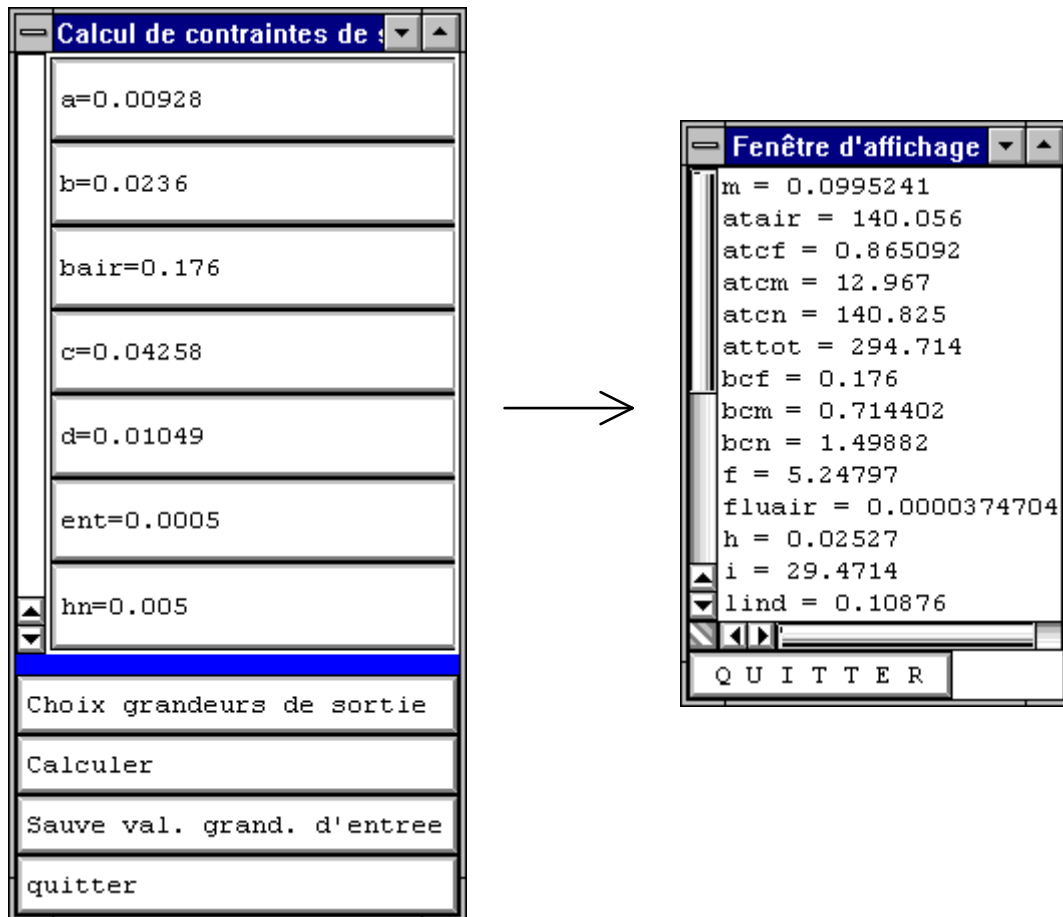 Calcul de contraintes de
a=0.00928
b=0.0236
bair=0.176
c=0.04258
d=0.01049
ent=0.0005
hn=0.005
Choix grandeurs de sortie
Calculer
Sauve val. grand. d'entree
quitter
Fenêtre d'affichage
m = 0.0995241
atair = 140.056
atcf = 0.865092
atcm = 12.967
atcn = 140.825
attot = 294.714
bcf = 0.176
bcm = 0.714402
bcn = 1.49882
f = 5.24797
fluair = 0.0000374704
h = 0.02527
i = 29.4714
lind = 0.10876
Q U I T T E R